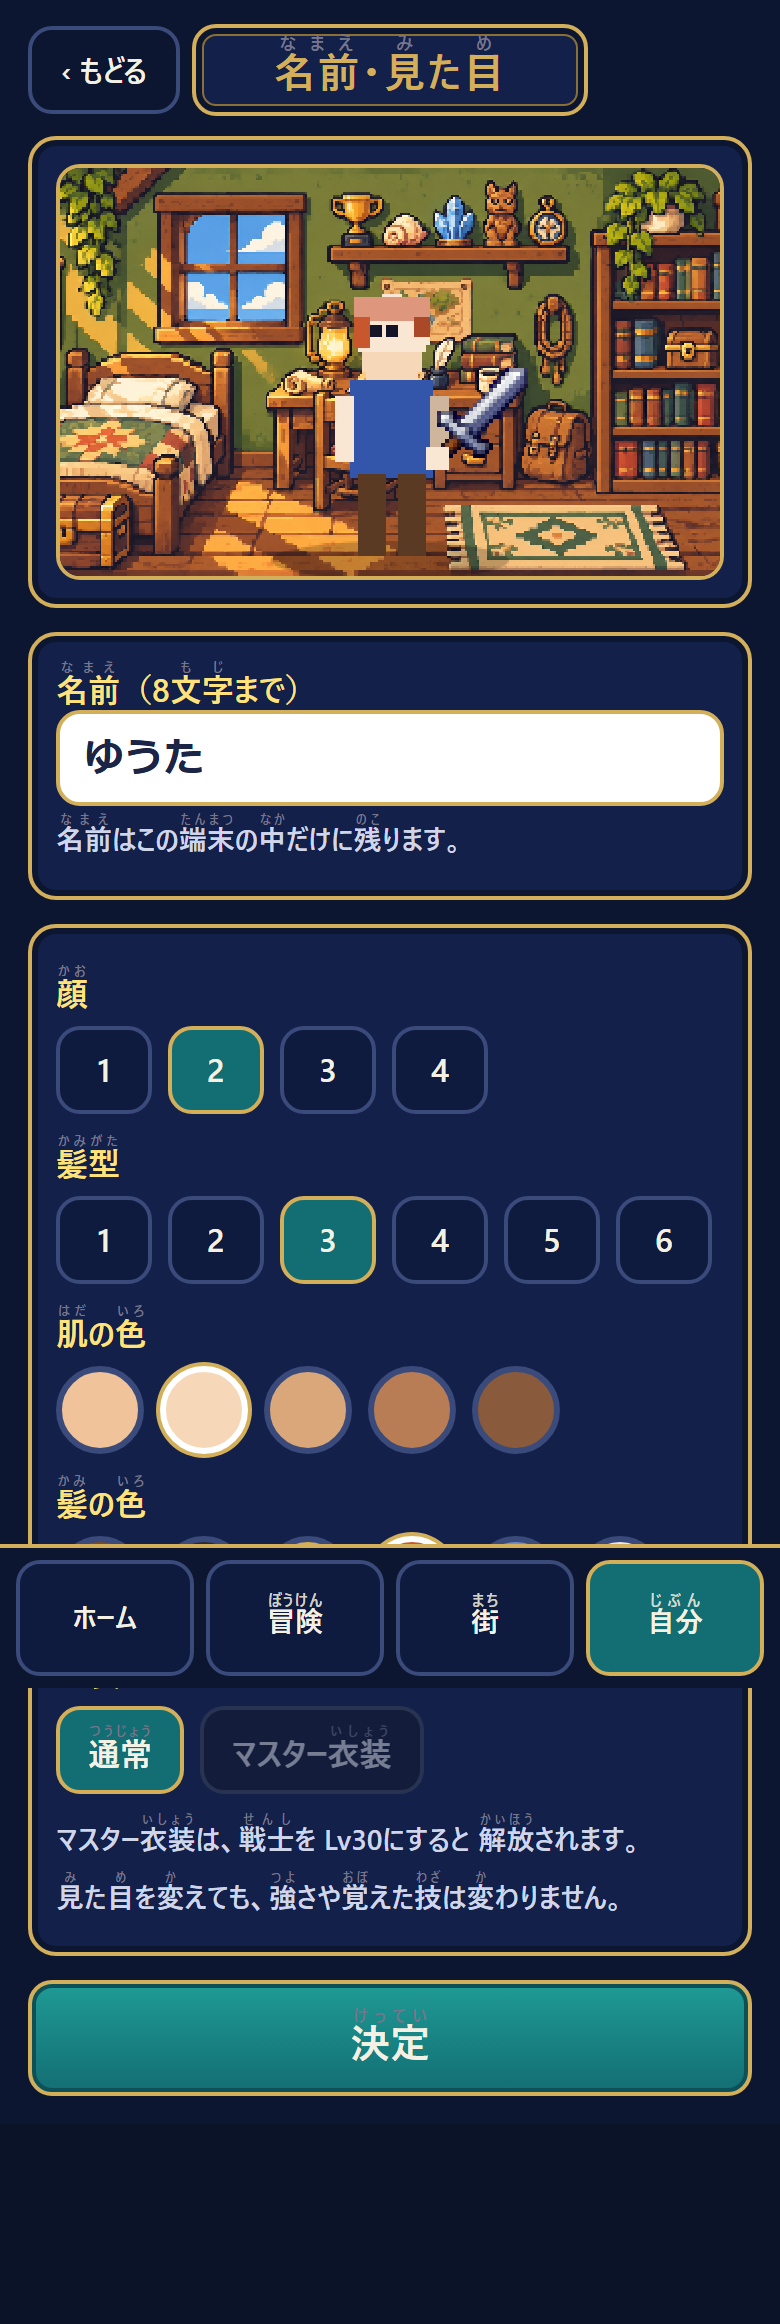 ‹ もどる
なまえ み め
名前・見た目
なまえ もじ
名前（8文字まで）
ゆうた
なまえ たんまつ なか のこ
名前はこの端末の中だけに残ります。
かお
顔
1 2 3 4
かみがた
髪型
1 2 3 4 5 6
はだ いろ
肌の色
かみ いろ
髪の色
ぼうけん まち じぶん
ホーム 冒険 街 自分
つうじょう いしょう
通常 マスター衣装
いしょう せんし かいほう
マスター衣装は、戦士を Lv30にすると 解放されます。
み め か つよ おぼ わざ か
見た目を変えても、強さや覚えた技は変わりません。
けってい
決定